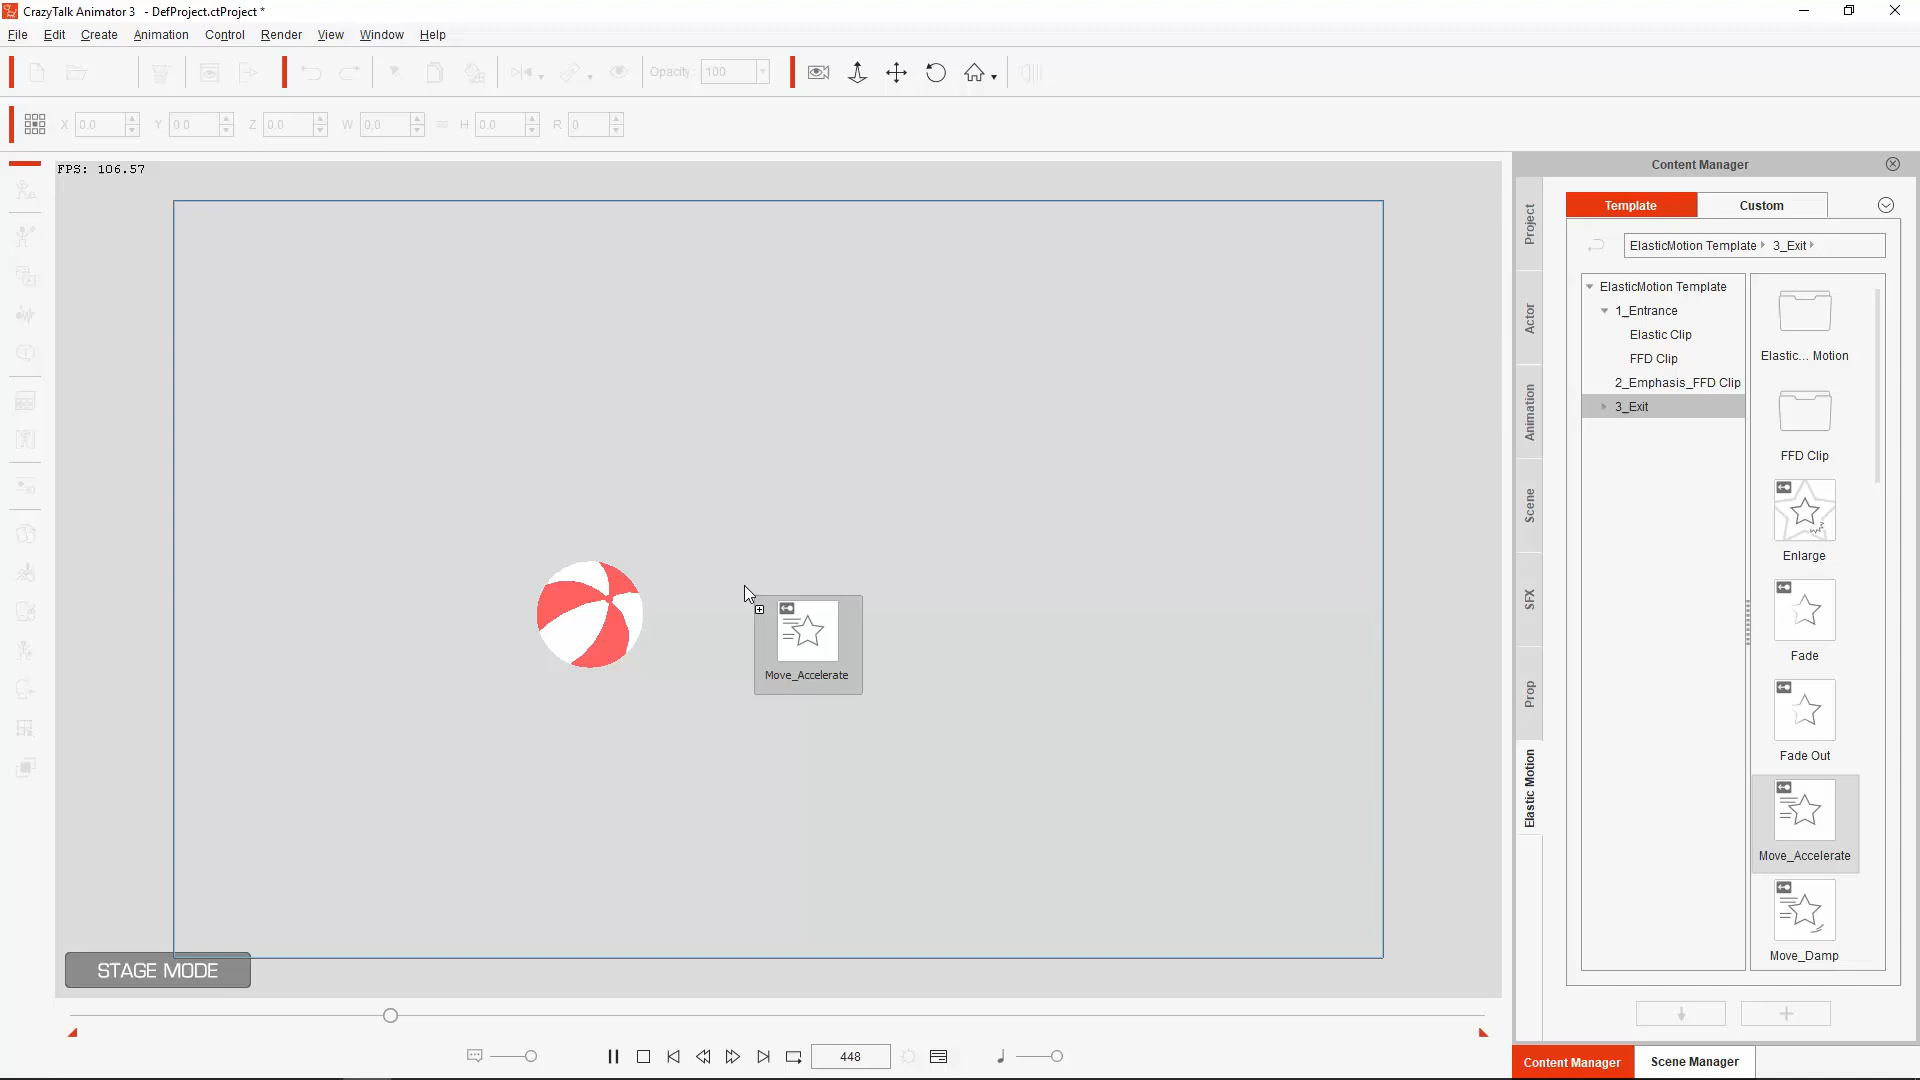 CrazyTalk Animator 3 - DefProject.ctProject *
File Edit Create Animation Control Render View Window Help
Opacity: 100
X 0.0 Y 0.0 Z 0.0 W 0.0 H 0.0 R 0
FPS: 106.57
Content Manager
Template Custom
ElasticMotion Template 3_Exit
ElasticMotion Template
1_Entrance
Elastic Clip
FFD Clip
2_Emphasis_FFD Clip
3_Exit
Elastic... Motion
FFD Clip
Enlarge
Fade
Fade Out
Move_Accelerate
Move_Damp
Project
Actor
Animation
Scene
SFX
Prop
Elastic Motion
Move_Accelerate
STAGE MODE
448
Content Manager Scene Manager